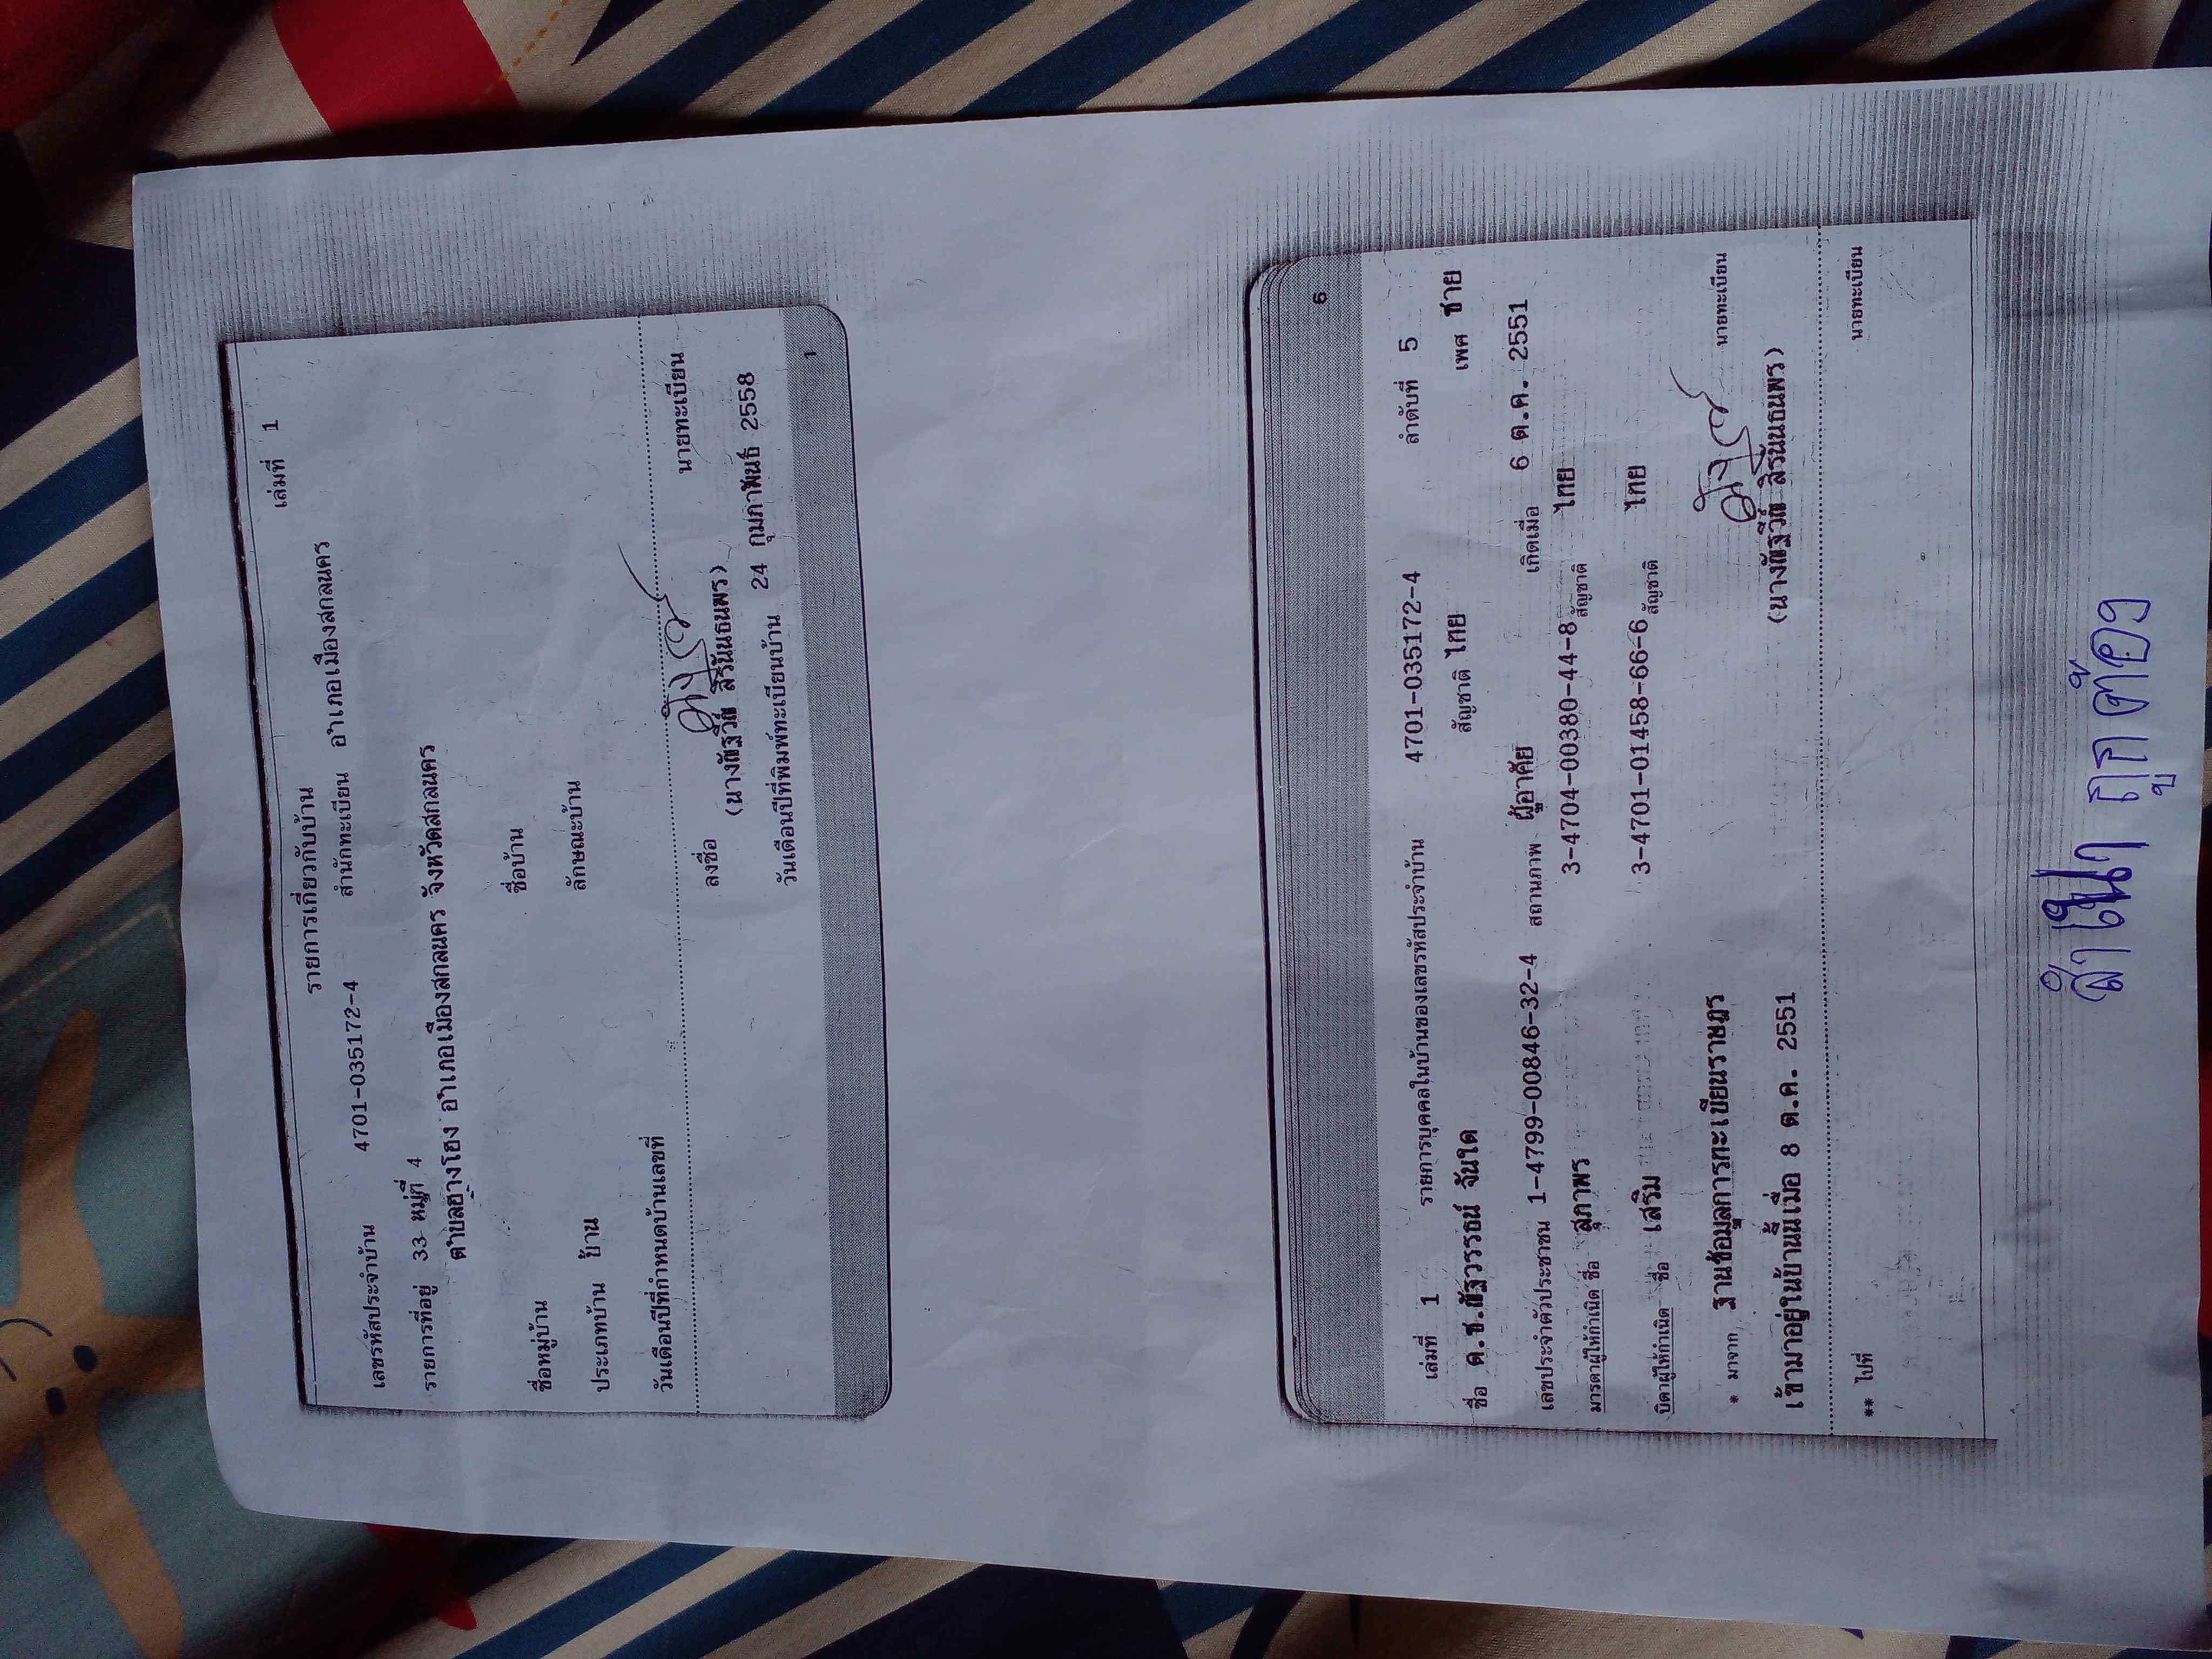 เล่มที่ 1
รายการเกี่ยวกับบ้าน
เลขรหัสประจำบ้าน 4701-035172-4 สำนักทะเบียน อำเภอเมืองสกลนคร
รายการที่อยู่ 33 หมู่ที่ 4
ตำบลฮางโฮง อำเภอเมืองสกลนคร จังหวัดสกลนคร
ชื่อหมู่บ้าน ชื่อบ้าน
ประเภทบ้าน บ้าน ลักษณะบ้าน
วันเดือนปีที่กำหนดบ้านเลขที่
ลงชื่อ นายทะเบียน
สิรินันธนพร)
วันเดือนปีที่พิมพ์ทะเบียนบ้าน 24 กุมภาพันธ์ 2558
1
6
เล่มที่ 1 รายการบุคคลในบ้านของเลขรหัสประจำบ้าน 4701-035172-4 ลำดับที่ 5
ชื่อ ด.ช.ณัฐวรรธน์ จันใด สัญชาติ ไทย เพศ ชาย
เลขประจำตัวประชาชน 1-4799-00846-32-4 สถานภาพ ผู้อาศัย เกิดเมื่อ 6 ต.ค. 2551
มารดาผู้ให้กำเนิด ชื่อ สุภาพร 3-4704-00380-44-8 สัญชาติ ไทย
บิดาผู้ให้กำเนิด ชื่อ เสริม 3-4701-01458-66-6 สัญชาติ ไทย
* มาจาก ฐานข้อมูลการทะเบียนราษฎร
นายทะเบียน
เข้ามาอยู่ในบ้านนี้เมื่อ 8 ต.ค. 2551 สิรินันธนพร)
** ไปที่ นายทะเบียน
สำเนา ถูกต้อง